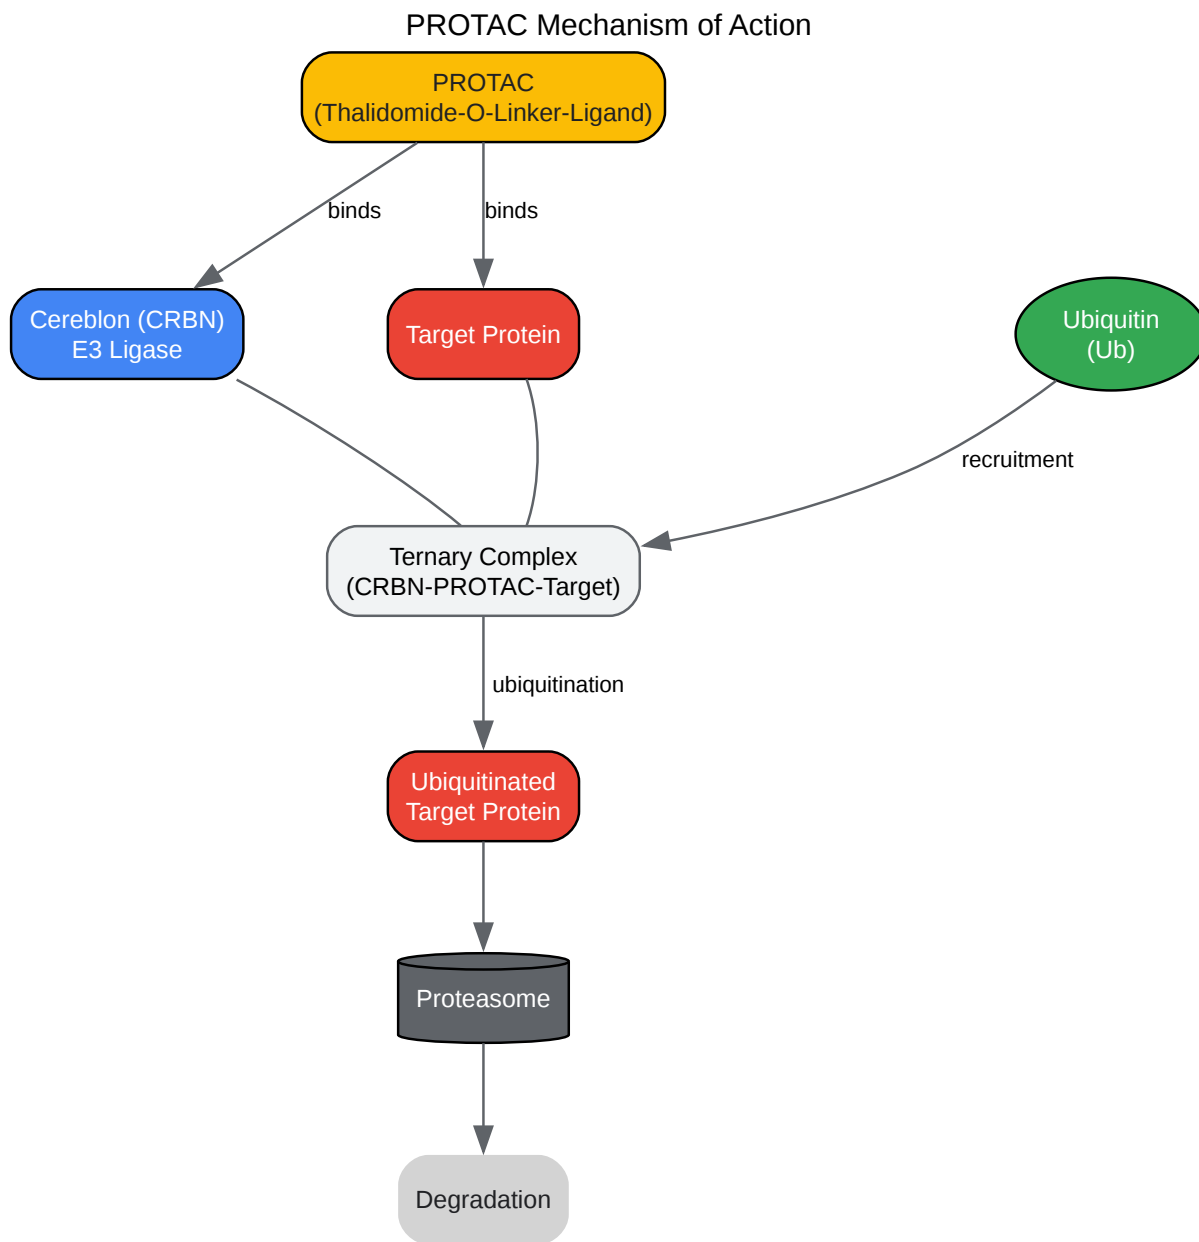 PROTAC Mechanism of Action
PROTAC
(Thalidomide-O-Linker-Ligand)
binds
binds
Cereblon (CRBN)
E3 Ligase
Target Protein
Ubiquitin
(Ub)
recruitment
Ternary Complex
(CRBN-PROTAC-Target)
ubiquitination
Ubiquitinated
Target Protein
Proteasome
Degradation